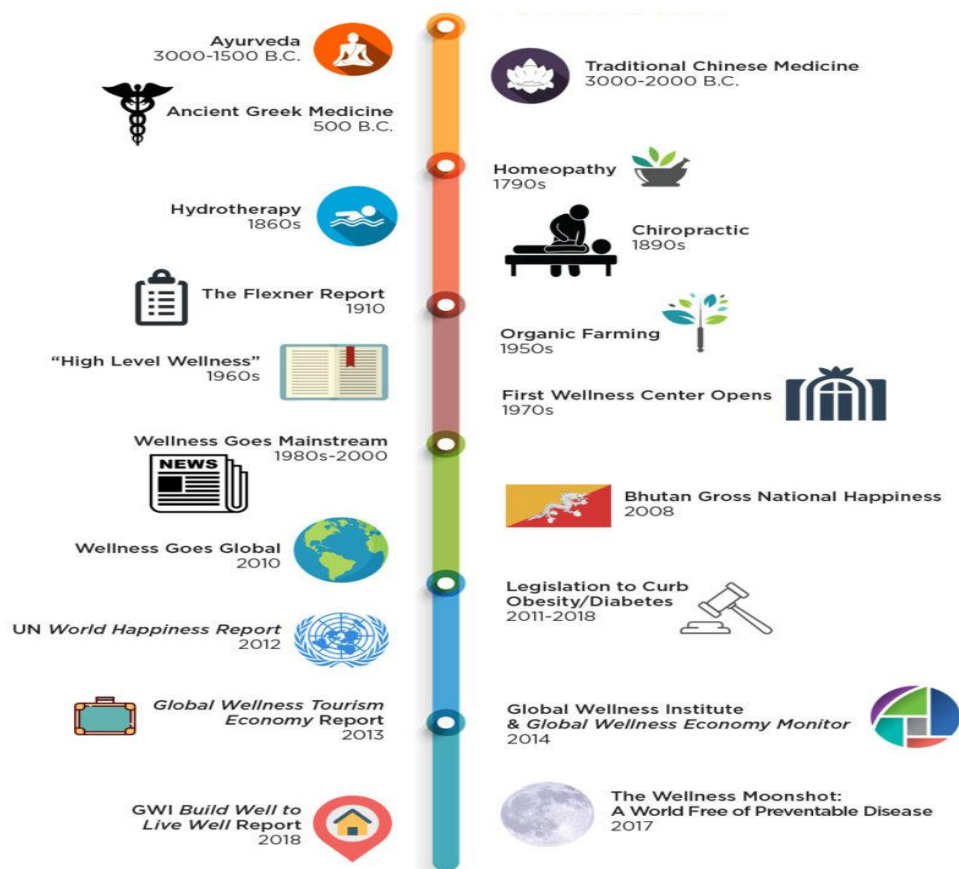 Ayurveda
3000-1500 B.C.
Traditional Chinese Medicine
3000-2000 B.C.
Ancient Greek Medicine
500 B.C.
Homeopathy
1790s
Hydrotherapy
1860s
Chiropractic
1890s
The Flexner Report
1910
Organic Farming
1950s
“High Level Wellness”
1960s
First Wellness Center Opens
1970s
Wellness Goes Mainstream
1980s-2000
NEWS
Bhutan Gross National Happiness
2008
Wellness Goes Global
2010
Legislation to Curb
Obesity/Diabetes
2011-2018
UN World Happiness Report
2012
Global Wellness Tourism
Economy Report
2013
Global Wellness Institute
& Global Wellness Economy Monitor
2014
The Wellness Moonshot:
A World Free of Preventable Disease
2017
GWI Build Well to
Live Well Report
2018